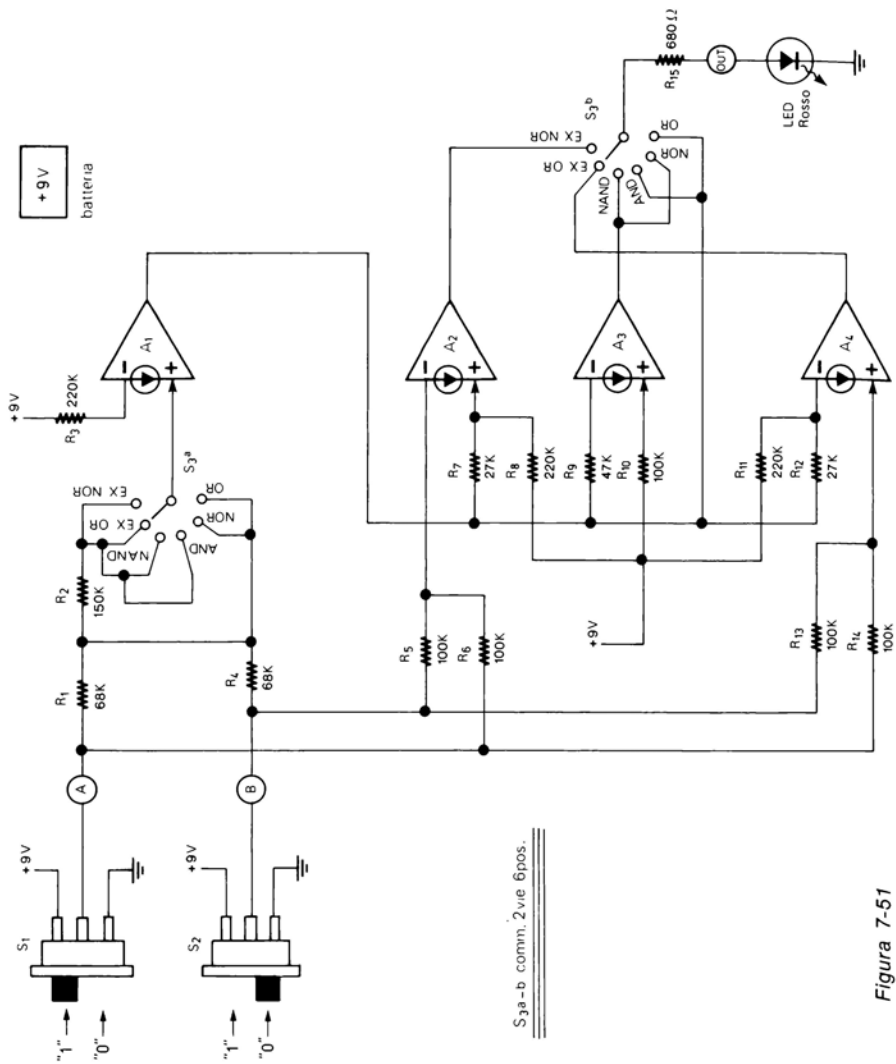 +9V
batteria
+9V
R3 220K
A1
S3a
EX NOR
EX OR
NAND
AND
NOR
OR
R2
150K
R1
68K
R4
68K
A
B
S1
+9V
"1"
"0"
S2
+9V
"1"
"0"
A2
A3
A4
R5
100K
R6
100K
R7
27K
R8
220K
R9
47K
R10
100K
R11
220K
R12
27K
+9V
R13
100K
R14
100K
S3b
EX NOR
EX OR
NAND
AND
NOR
OR
R15
680Ω
OUT
LED
Rosso
S3a-b comm. 2vie 6pos.
Figura 7-51